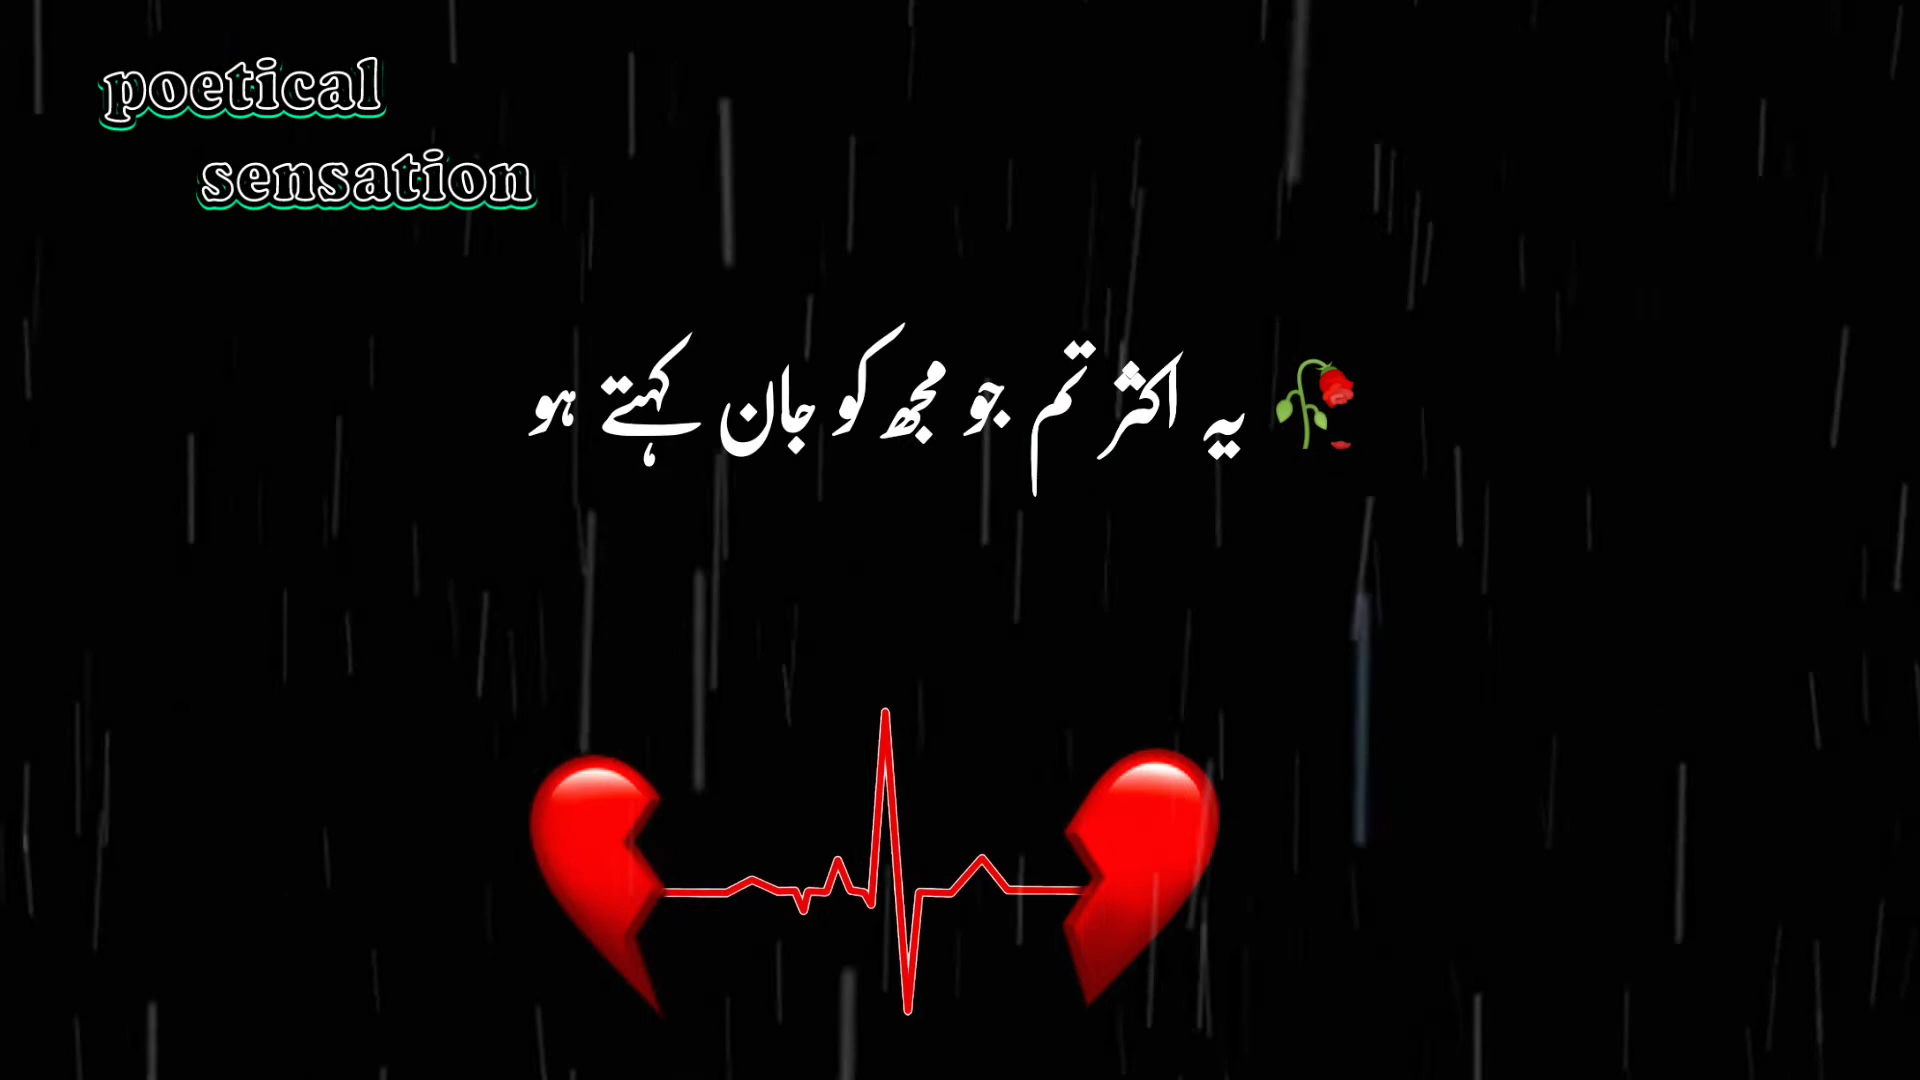 poetical
sensation
یہ اکثر تم جو مجھ کو جان کہتے ہو